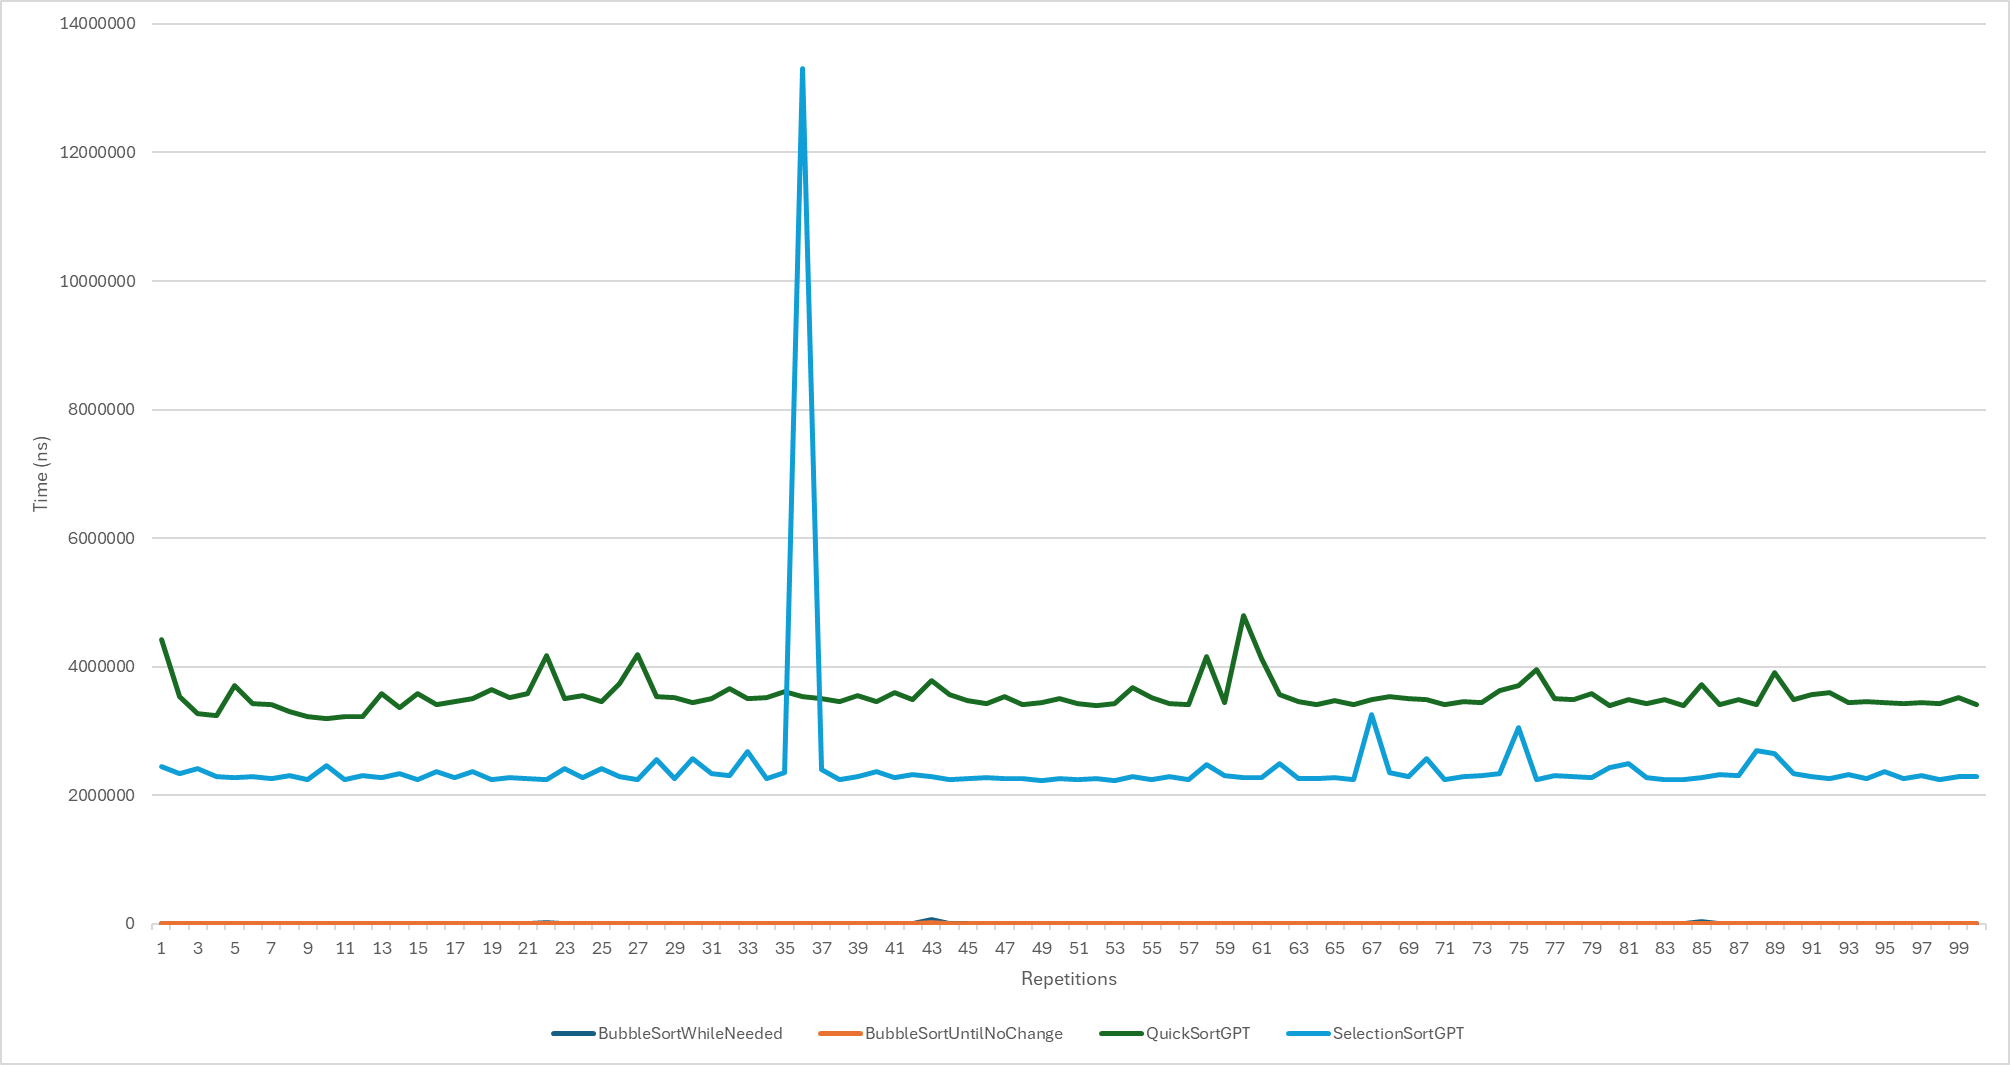 14000000
12000000
10000000
8000000
6000000
4000000
2000000
0
Time (ns)
1 3 5 7 9 11 13 15 17 19 21 23 25 27 29 31 33 35 37 39 41 43 45 47 49 51 53 55 57 59 61 63 65 67 69 71 73 75 77 79 81 83 85 87 89 91 93 95 97 99
Repetitions
BubbleSortWhileNeeded BubbleSortUntilNoChange QuickSortGPT SelectionSortGPT